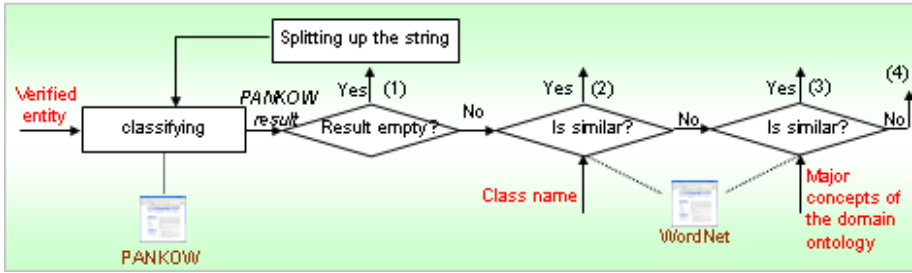 Splitting up the string
Yes
(1)
Yes
(2)
Yes
(3)
(4)
Verified
entity
PANKOW
result
classifying
Result empty?
No
Is similar?
No
Is similar?
No
Class name
Major
concepts of
the domain
ontology
PANKOW
WordNet